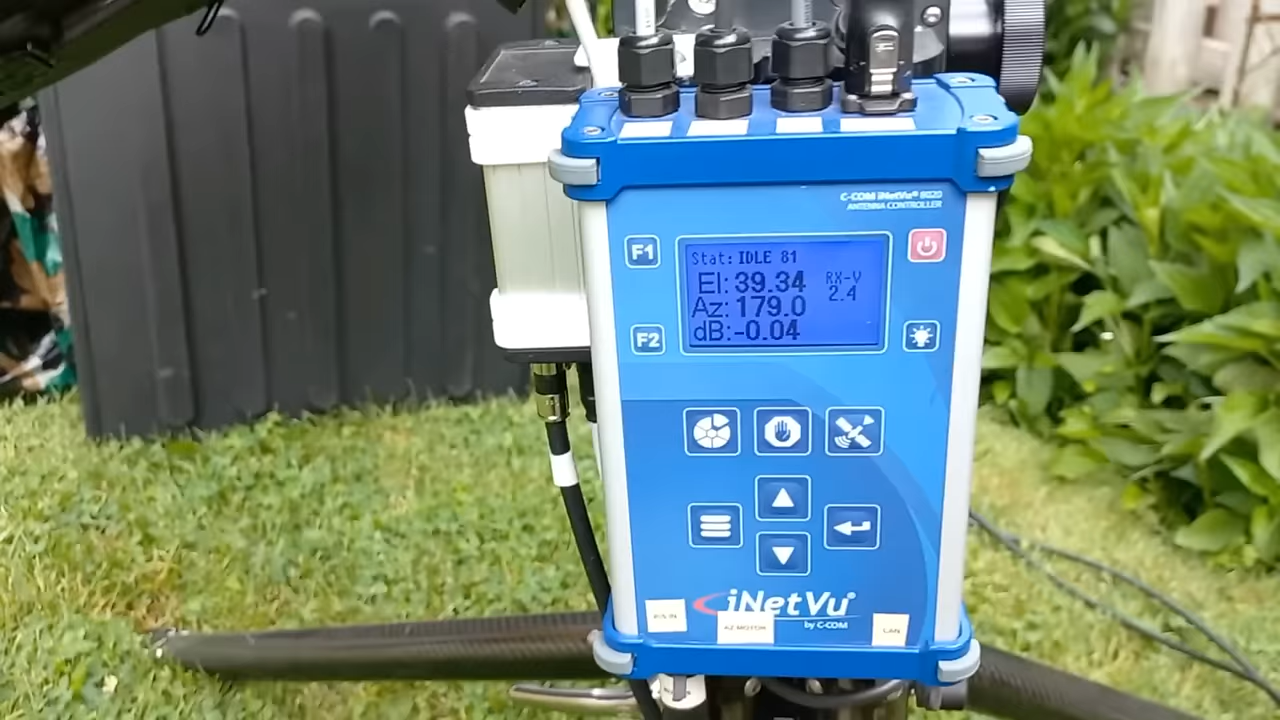 C-COM iNetVu® 8020
ANTENNA CONTROLLER
F1
Stat: IDLE 81
El: 39.34
RX-V
2.4
Az: 179.0
dB:-0.04
F2
iNetVu®
by C-COM
P/S IN
AZ MOTOR
LAN